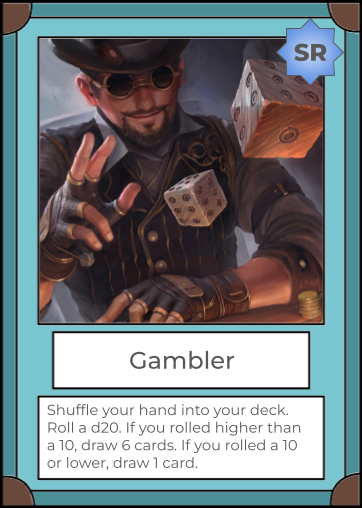 SR
Gambler
Shuffle your hand into your deck.
Roll a d20. If you rolled higher than
a 10, draw 6 cards. If you rolled a 10
or lower, draw 1 card.